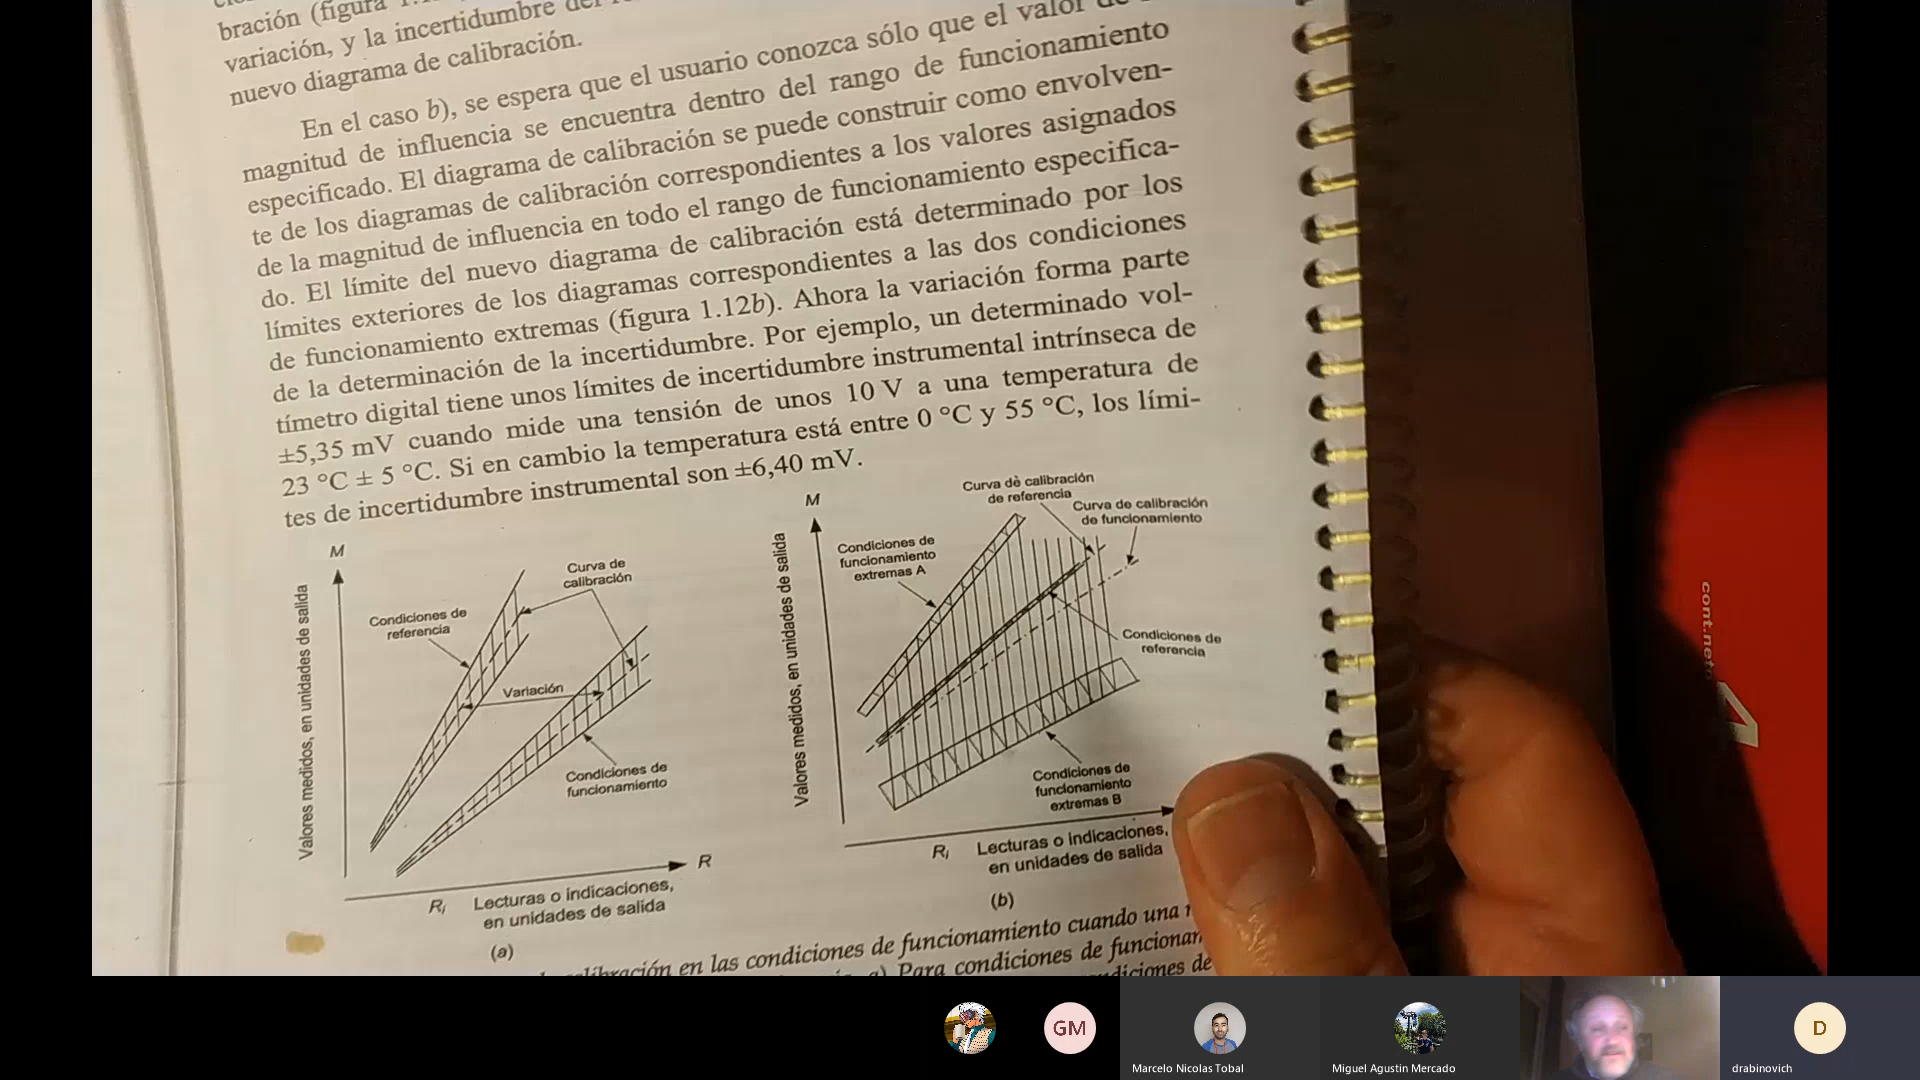 bración (figura
variación, y la incertidumbre del
nuevo diagrama de calibración.
En el caso b), se espera que el usuario conozca sólo que el valor de
magnitud de influencia se encuentra dentro del rango de funcionamiento
especificado. El diagrama de calibración se puede construir como envolven-
te de los diagramas de calibración correspondientes a los valores asignados
de la magnitud de influencia en todo el rango de funcionamiento especifica-
do. El límite del nuevo diagrama de calibración está determinado por los
límites exteriores de los diagramas correspondientes a las dos condiciones
de funcionamiento extremas (figura 1.12b). Ahora la variación forma parte
de la determinación de la incertidumbre. Por ejemplo, un determinado vol-
tímetro digital tiene unos límites de incertidumbre instrumental intrínseca de
±5,35 mV cuando mide una tensión de unos 10 V a una temperatura de
23 °C ± 5 °C. Si en cambio la temperatura está entre 0 °C y 55 °C, los lími-
tes de incertidumbre instrumental son ±6,40 mV.
M
Valores medidos, en unidades de salida
Condiciones de
referencia
Curva de
calibración
Variación
Condiciones de
funcionamiento
R
Ri
Lecturas o indicaciones,
en unidades de salida
(a)
M
Valores medidos, en unidades de salida
Curva de calibración
de referencia
Curva de calibración
de funcionamiento
Condiciones de
funcionamiento
extremas A
Condiciones de
referencia
Condiciones de
funcionamiento
extremas B
Ri
Lecturas o indicaciones,
en unidades de salida
(b)
calibración en las condiciones de funcionamiento cuando una
a) Para condiciones de
cont.neto
GM
Marcelo Nicolas Tobal
Miguel Agustin Mercado
D
drabinovich